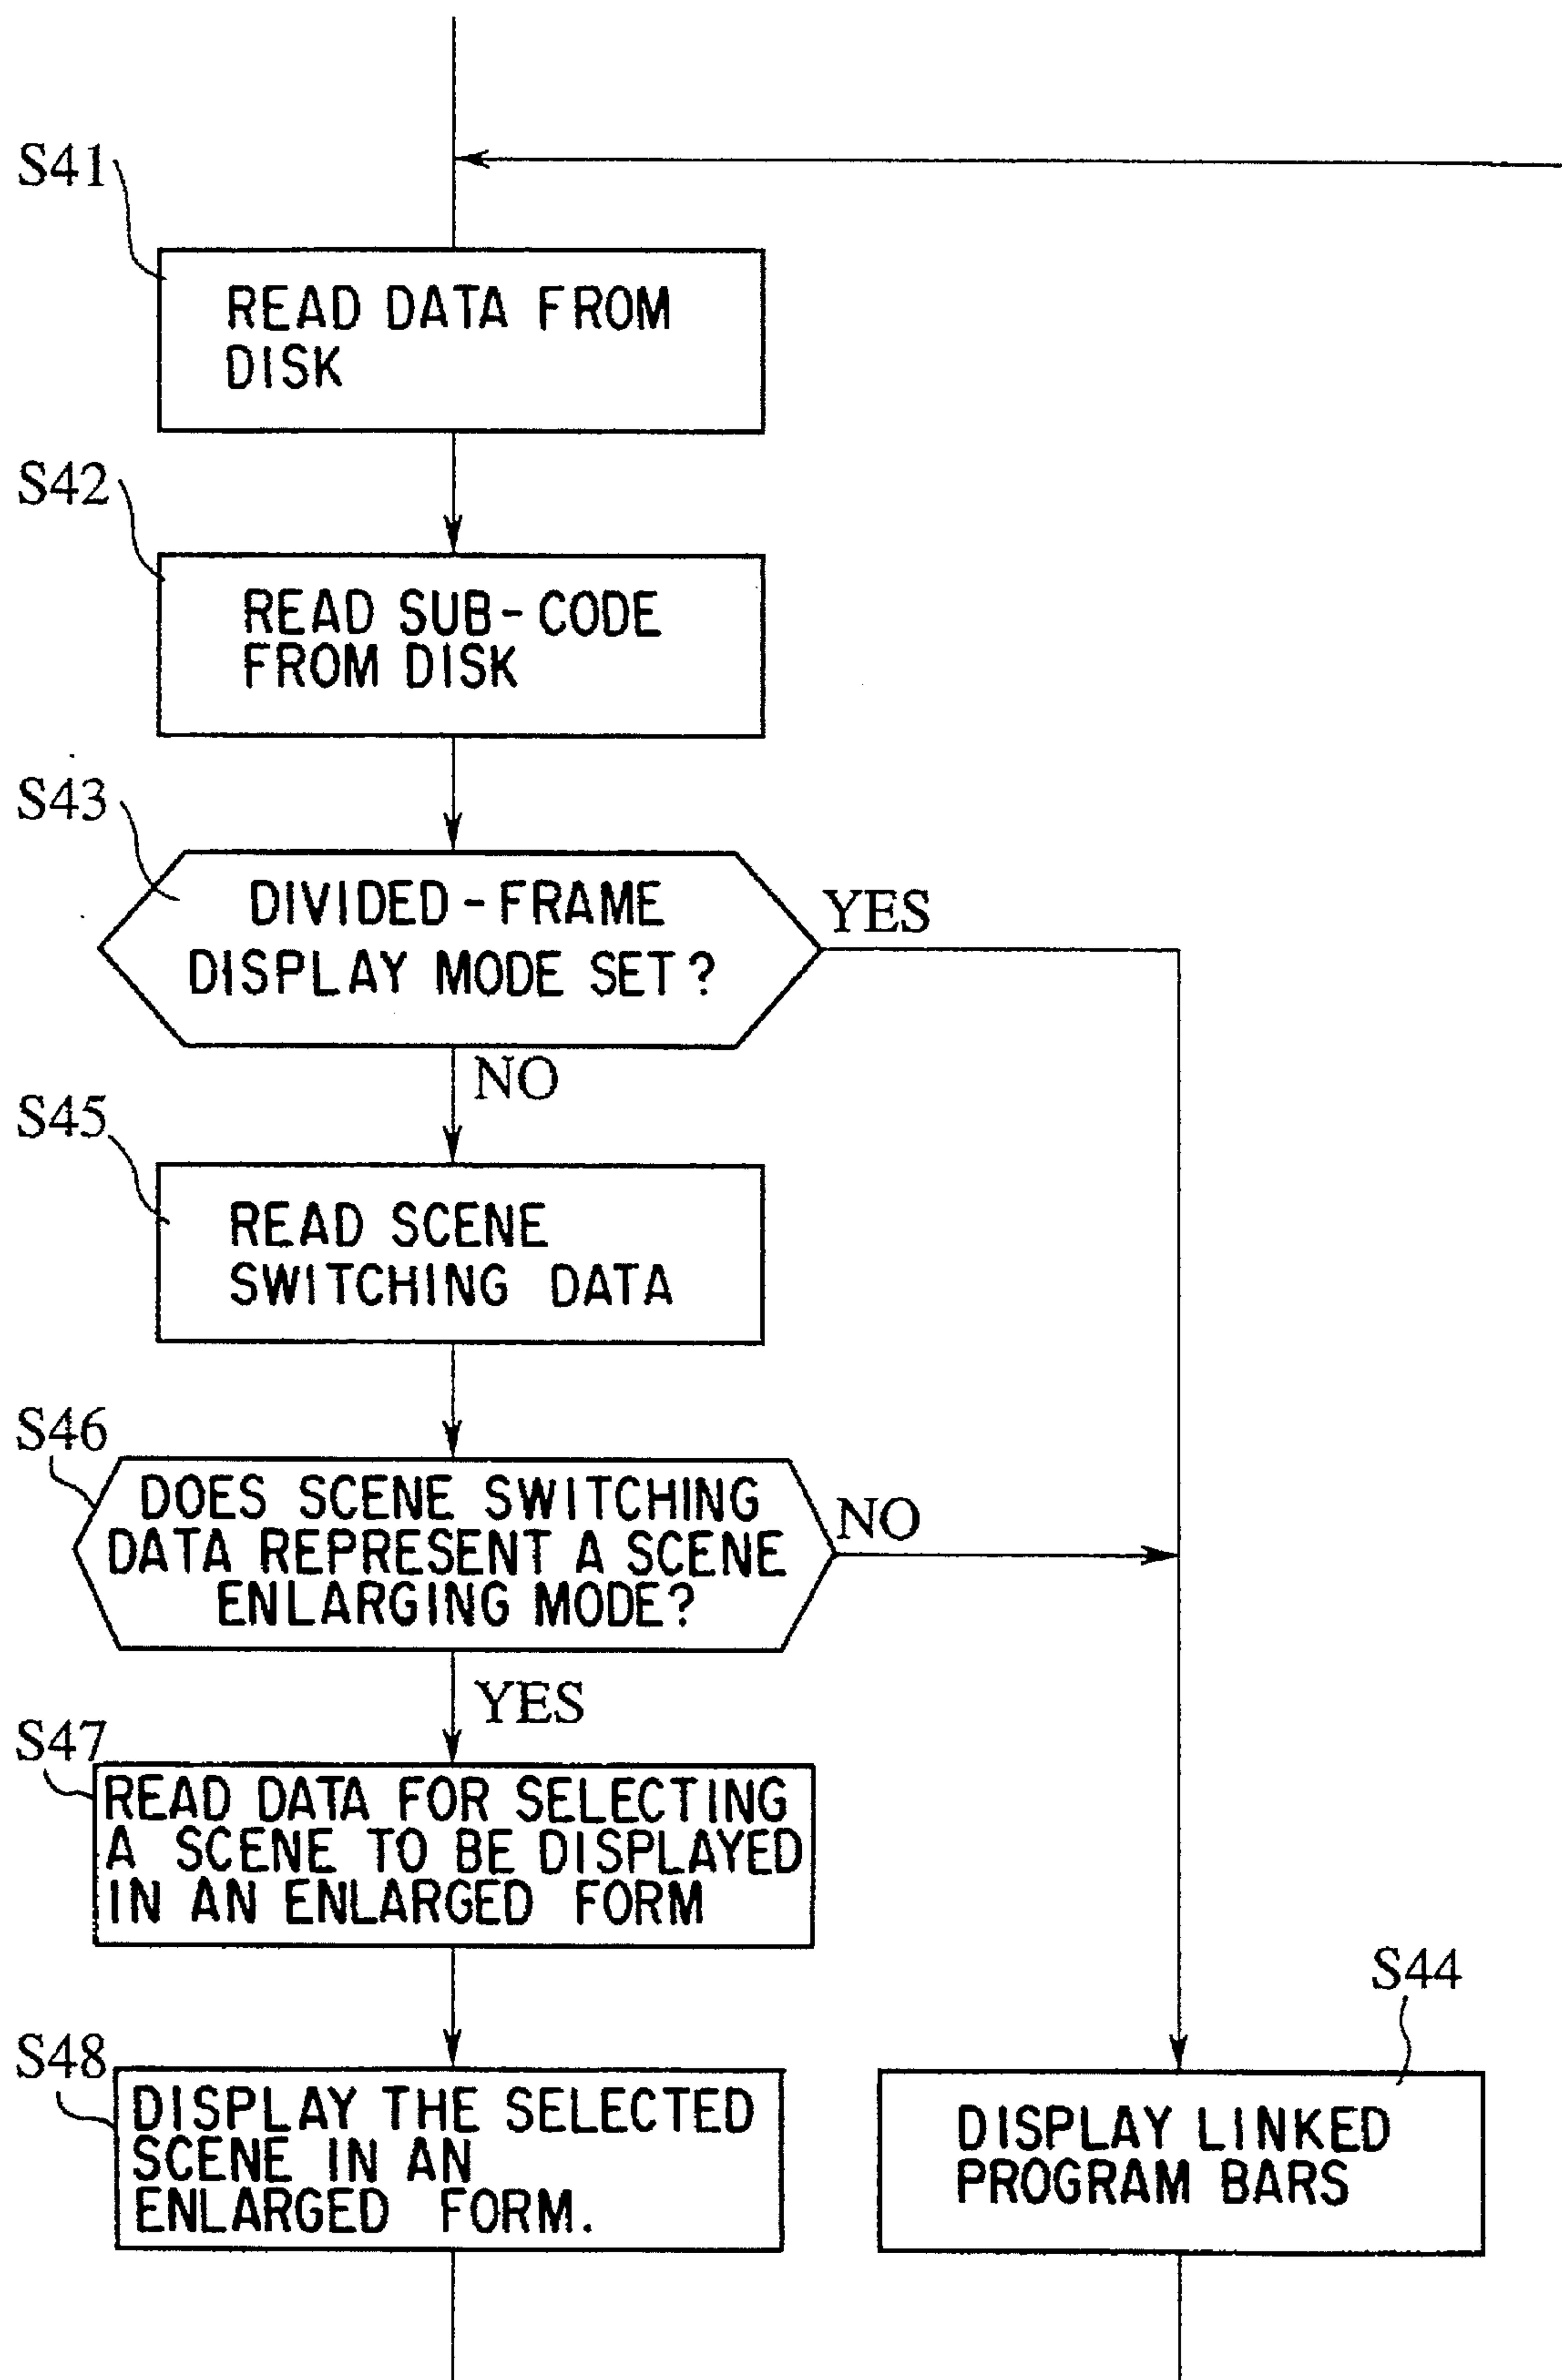 S41
READ DATA FROM
DISK
S42
READ SUB-CODE
FROM DISK
S43
DIVIDED-FRAME
DISPLAY MODE SET?
YES
NO
S45
READ SCENE
SWITCHING DATA
S46
DOES SCENE SWITCHING
DATA REPRESENT A SCENE
ENLARGING MODE?
NO
YES
S47
READ DATA FOR SELECTING
A SCENE TO BE DISPLAYED
IN AN ENLARGED FORM
S48
DISPLAY THE SELECTED
SCENE IN AN
ENLARGED FORM.
S44
DISPLAY LINKED
PROGRAM BARS